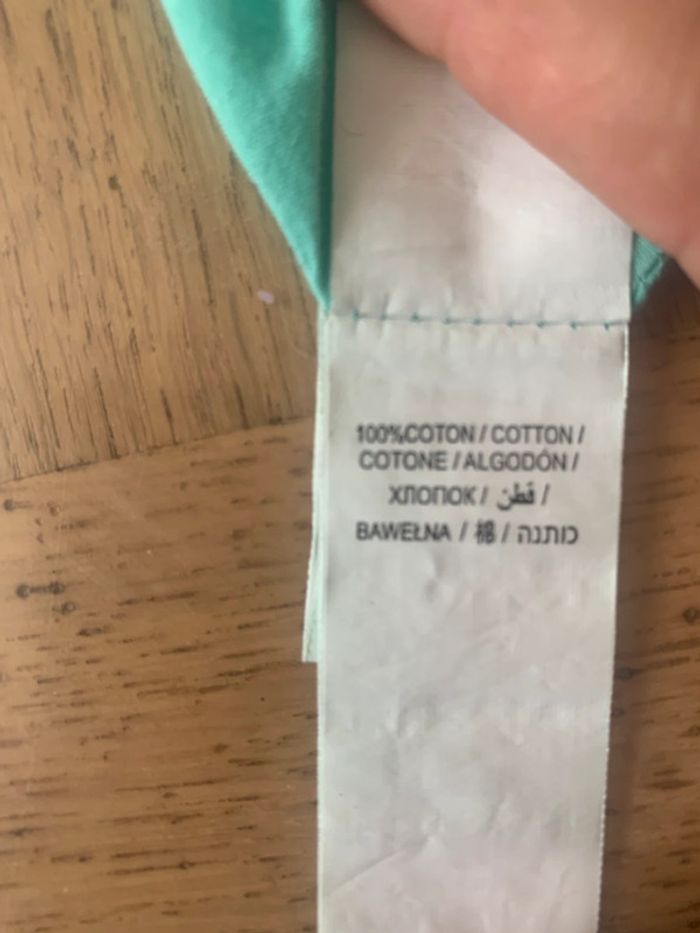 100%COTON / COTTON /
COTONE / ALGODÓN /
ХЛОПОК / قطن /
BAWEŁNA / 棉 / כותנה